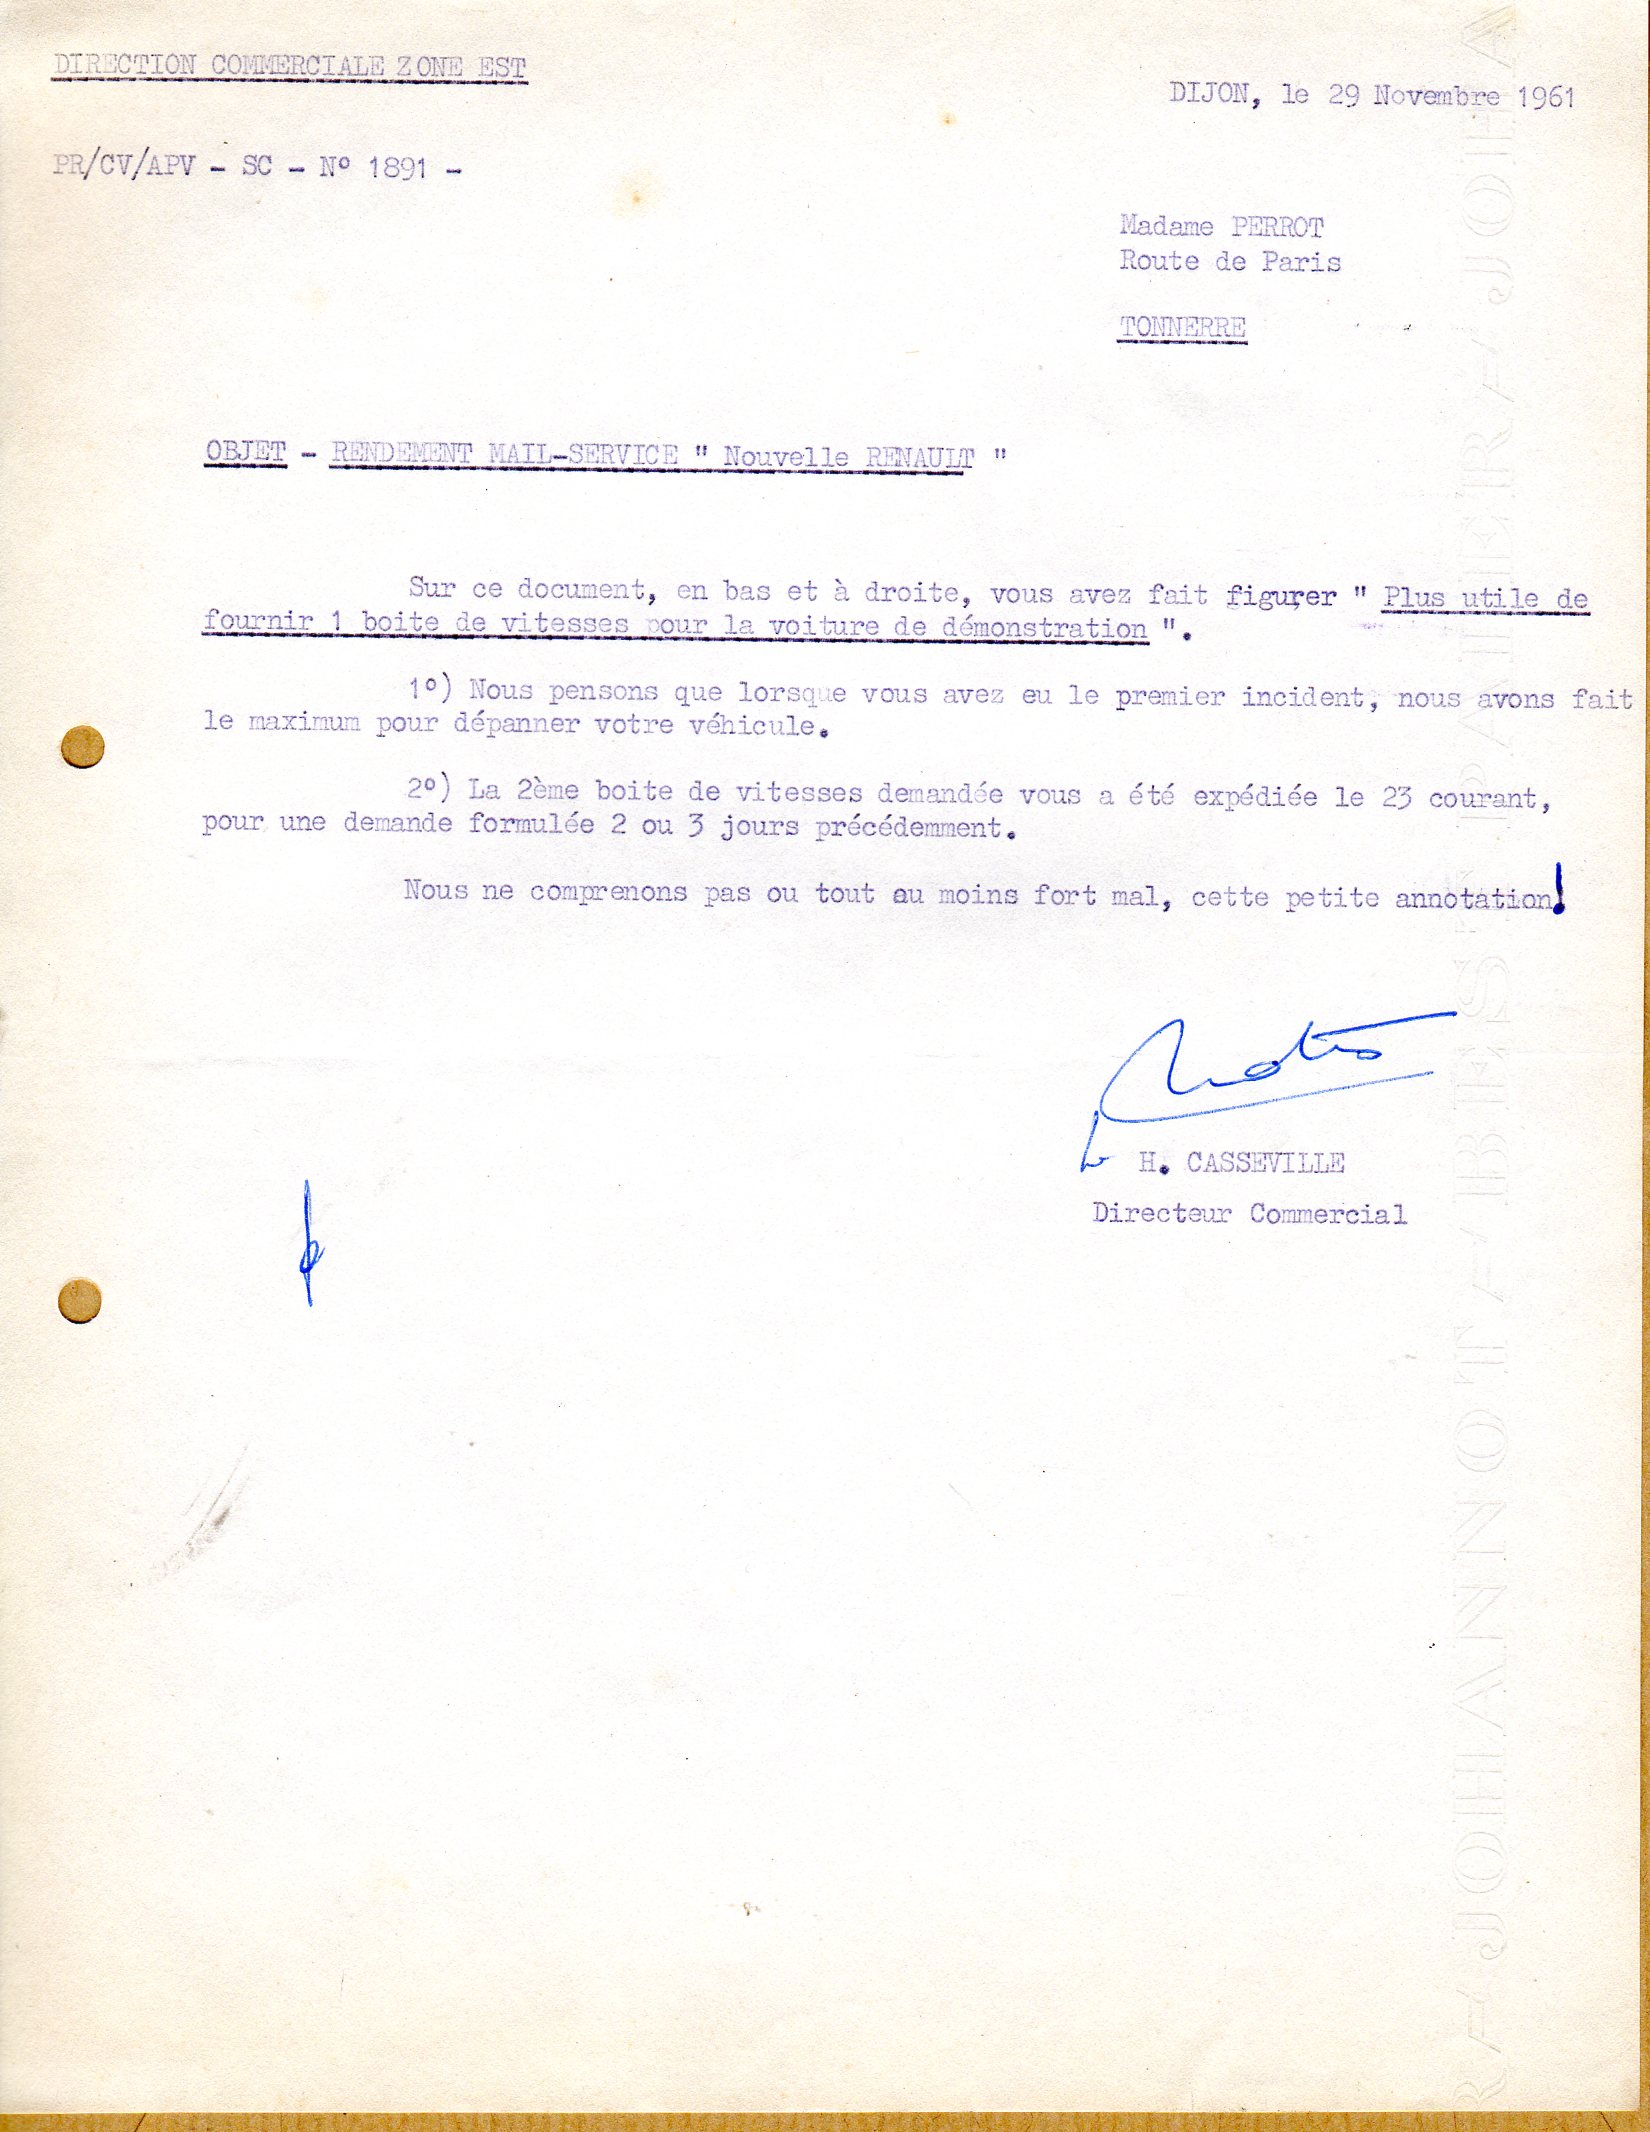 DIRECTION COMMERCIALE ZONE EST
DIJON, le 29 Novembre 1961
PR/CV/APV - SC - N° 1891 -
Madame PERROT
Route de Paris
TONNERRE
OBJET - RENDEMENT MAIL-SERVICE " Nouvelle RENAULT "
Sur ce document, en bas et à droite, vous avez fait figurer " Plus utile de
fournir 1 boite de vitesses pour la voiture de démonstration ".
1°) Nous pensons que lorsque vous avez eu le premier incident, nous avons fait
le maximum pour dépanner votre véhicule.
2°) La 2ème boite de vitesses demandée vous a été expédiée le 23 courant,
pour une demande formulée 2 ou 3 jours précédemment.
Nous ne comprenons pas ou tout au moins fort mal, cette petite annotation!
H. CASSEVILLE
Directeur Commercial
JOHANNOT